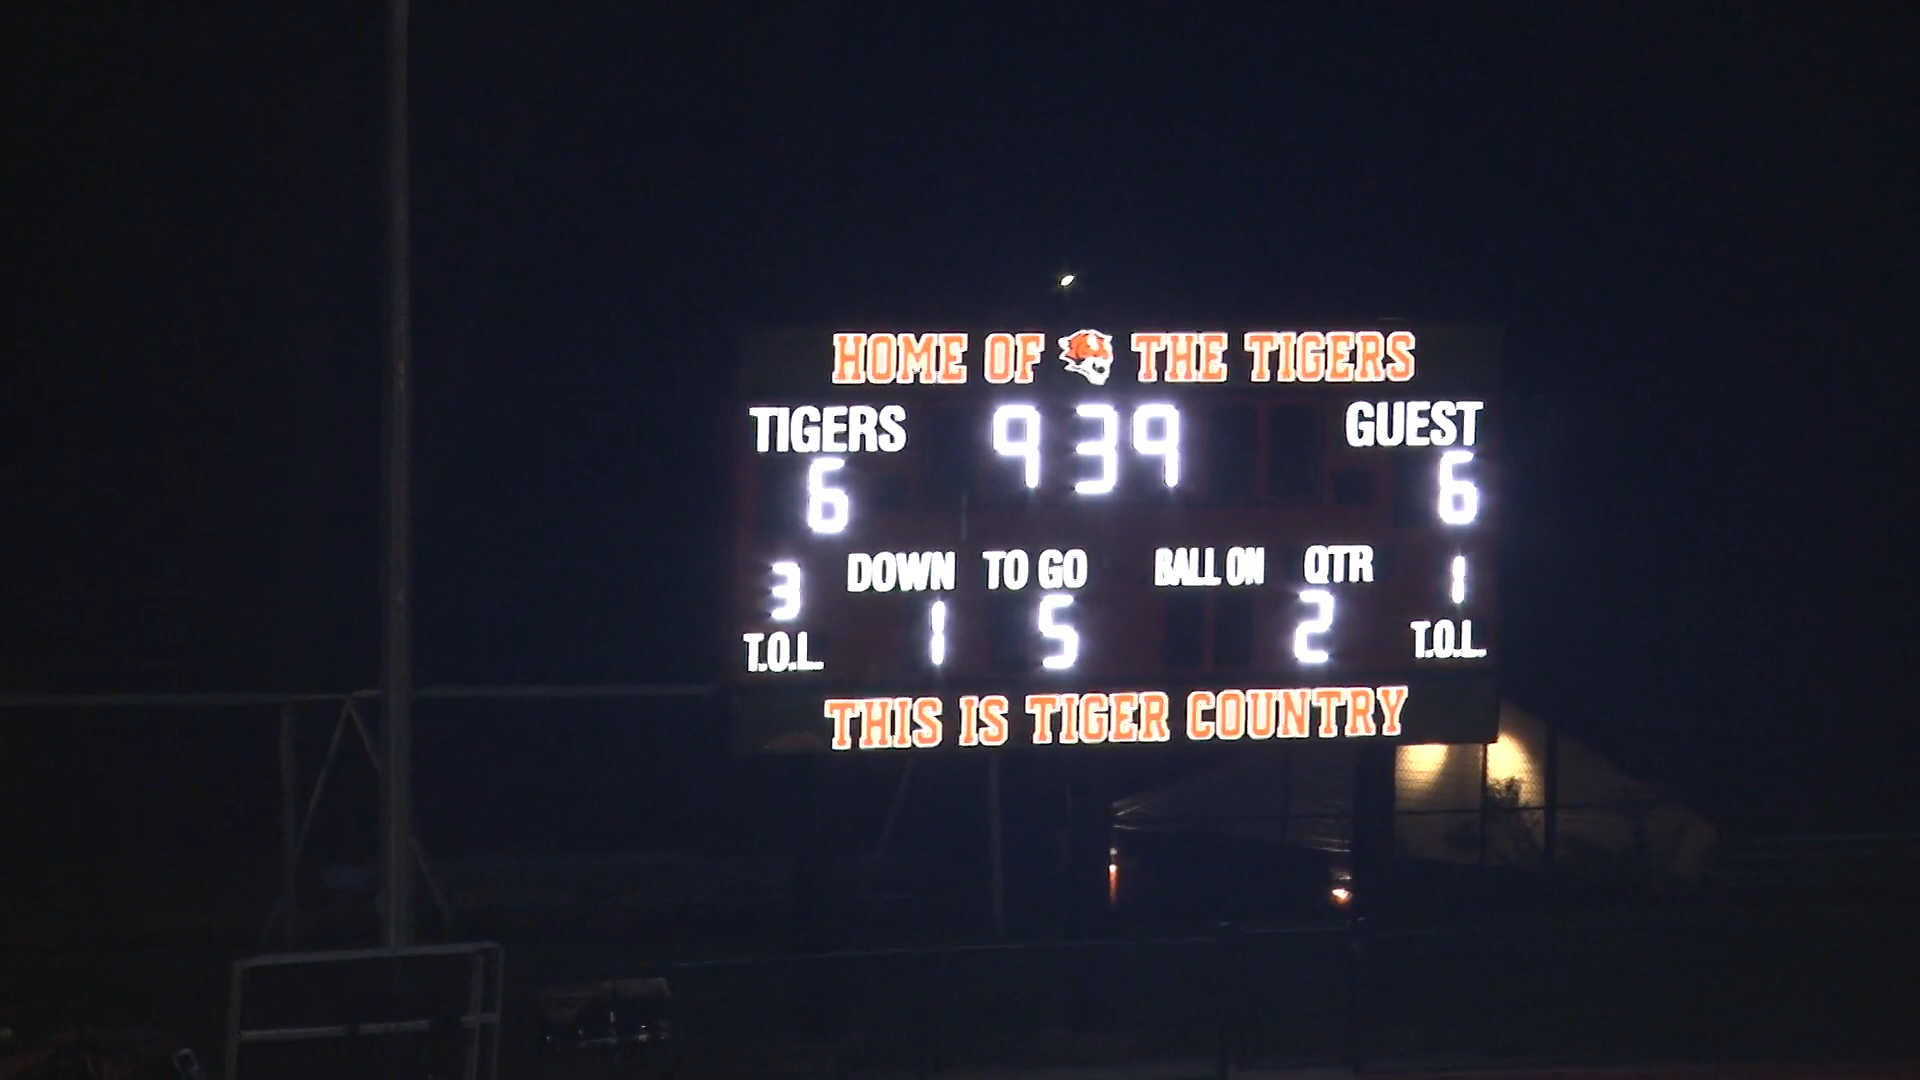 HOME OF THE TIGERS
TIGERS 9 39 GUEST
6 6
DOWN TO GO BALL ON QTR
3 1 5 2 1
T.O.L. T.O.L.
THIS IS TIGER COUNTRY